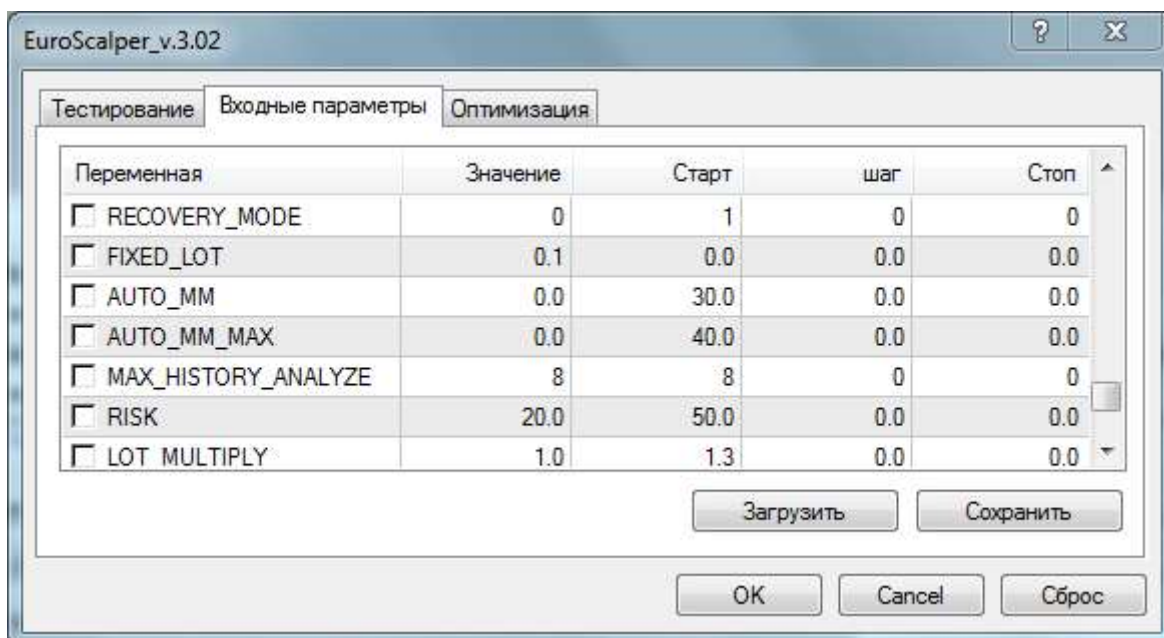 EuroScalper_v.3.02
Тестирование Входные параметры Оптимизация
Переменная Значение Старт шаг Стоп
RECOVERY_MODE 0 1 0 0
FIXED_LOT 0.1 0.0 0.0 0.0
AUTO_MM 0.0 30.0 0.0 0.0
AUTO_MM_MAX 0.0 40.0 0.0 0.0
MAX_HISTORY_ANALYZE 8 8 0 0
RISK 20.0 50.0 0.0 0.0
LOT_MULTIPLY 1.0 1.3 0.0 0.0
Загрузить Сохранить
OK Cancel Сброс